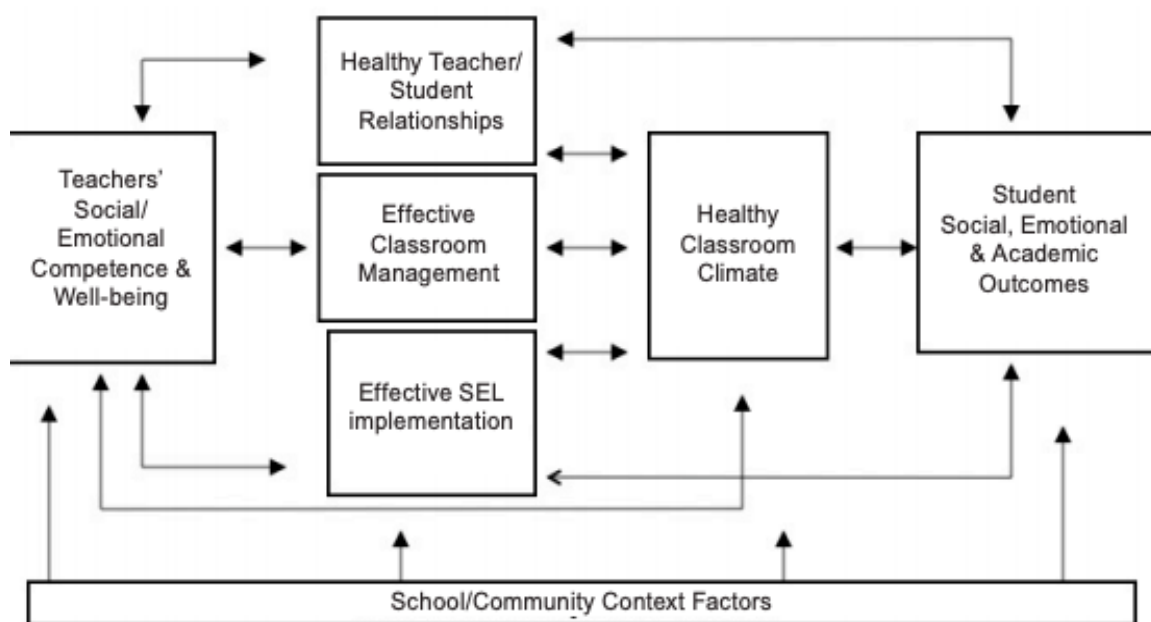 Healthy Teacher/
Student
Relationships
Teachers’
Social/
Emotional
Competence &
Well-being
Effective
Classroom
Management
Healthy
Classroom
Climate
Student
Social, Emotional
& Academic
Outcomes
Effective SEL
implementation
School/Community Context Factors